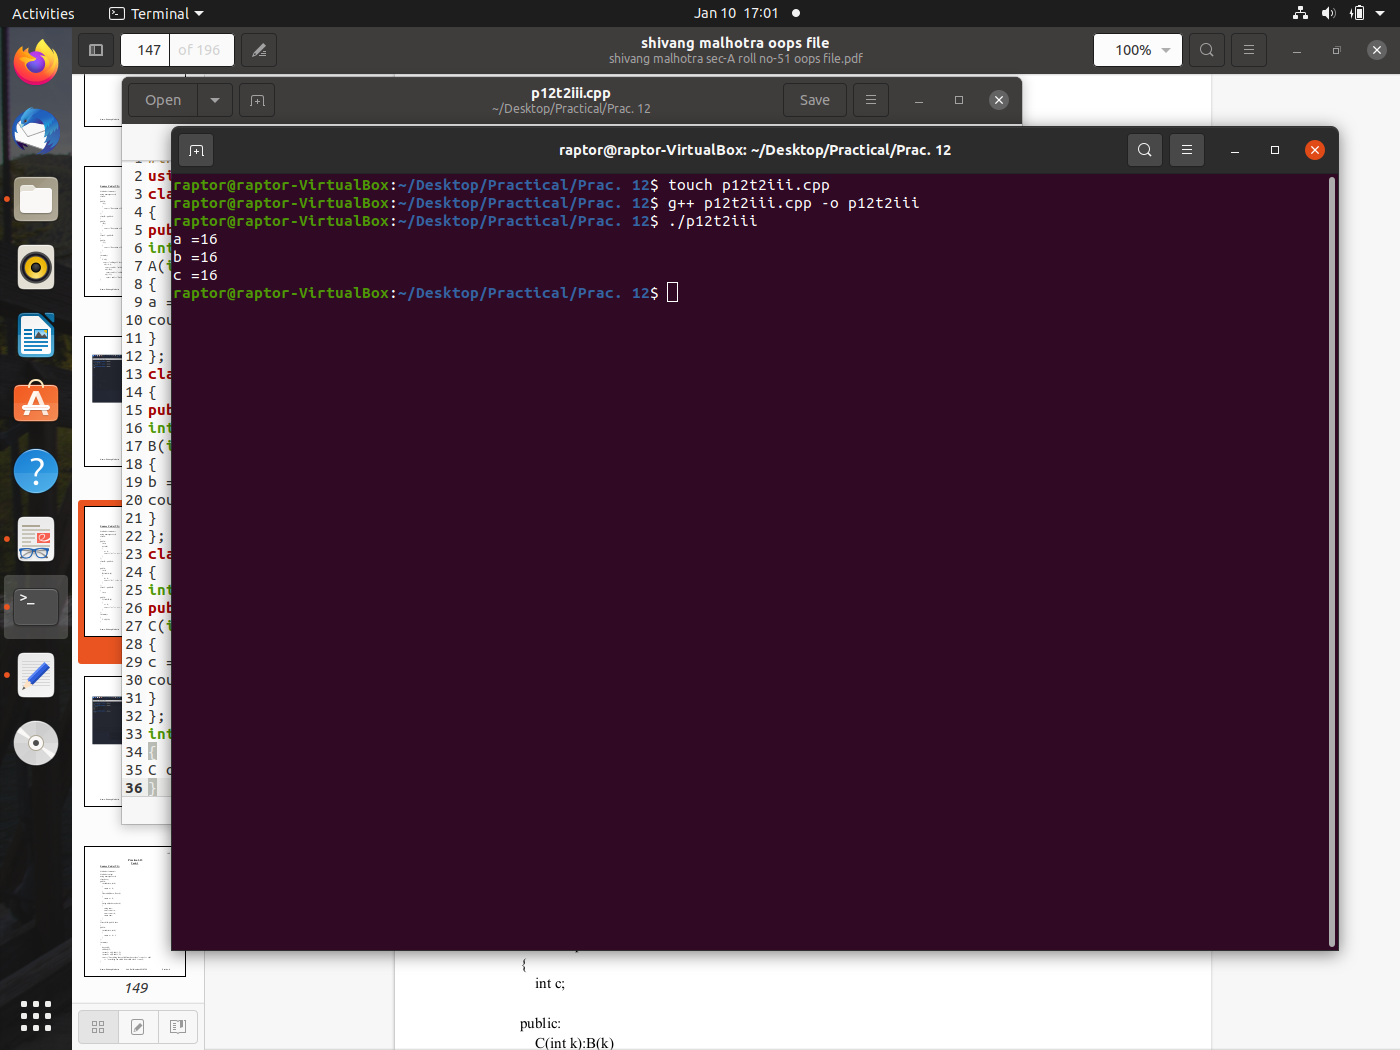 Activities
Terminal
Jan 10 17:01
147 of 196
shivang malhotra oops file
shivang malhotra sec-A roll no-51 oops file.pdf
100%
Open
p12t2iii.cpp
~/Desktop/Practical/Prac. 12
Save
raptor@raptor-VirtualBox: ~/Desktop/Practical/Prac. 12
raptor@raptor-VirtualBox:~/Desktop/Practical/Prac. 12$ touch p12t2iii.cpp
raptor@raptor-VirtualBox:~/Desktop/Practical/Prac. 12$ g++ p12t2iii.cpp -o p12t2iii
raptor@raptor-VirtualBox:~/Desktop/Practical/Prac. 12$ ./p12t2iii
a =16
b =16
c =16
raptor@raptor-VirtualBox:~/Desktop/Practical/Prac. 12$
2 usi
3 cla
4 {
5 pub
6 int
7 A(i
8 {
9 a =
10 cou
11 }
12 };
13 cla
14 {
15 pub
16 int
17 B(i
18 {
19 b =
20 cou
21 }
22 };
23 cla
24 {
25 int
26 pub
27 C(i
28 {
29 c =
30 cou
31 }
32 };
33 int
34 {
35 C o
36 }
149
{
int c;
public:
C(int k):B(k)